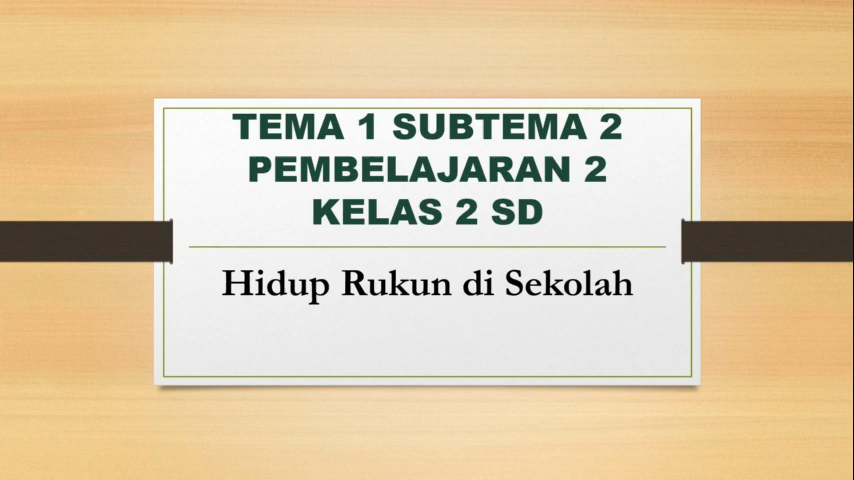 TEMA 1 SUBTEMA 2
PEMBELAJARAN 2
KELAS 2 SD
Hidup Rukun di Sekolah